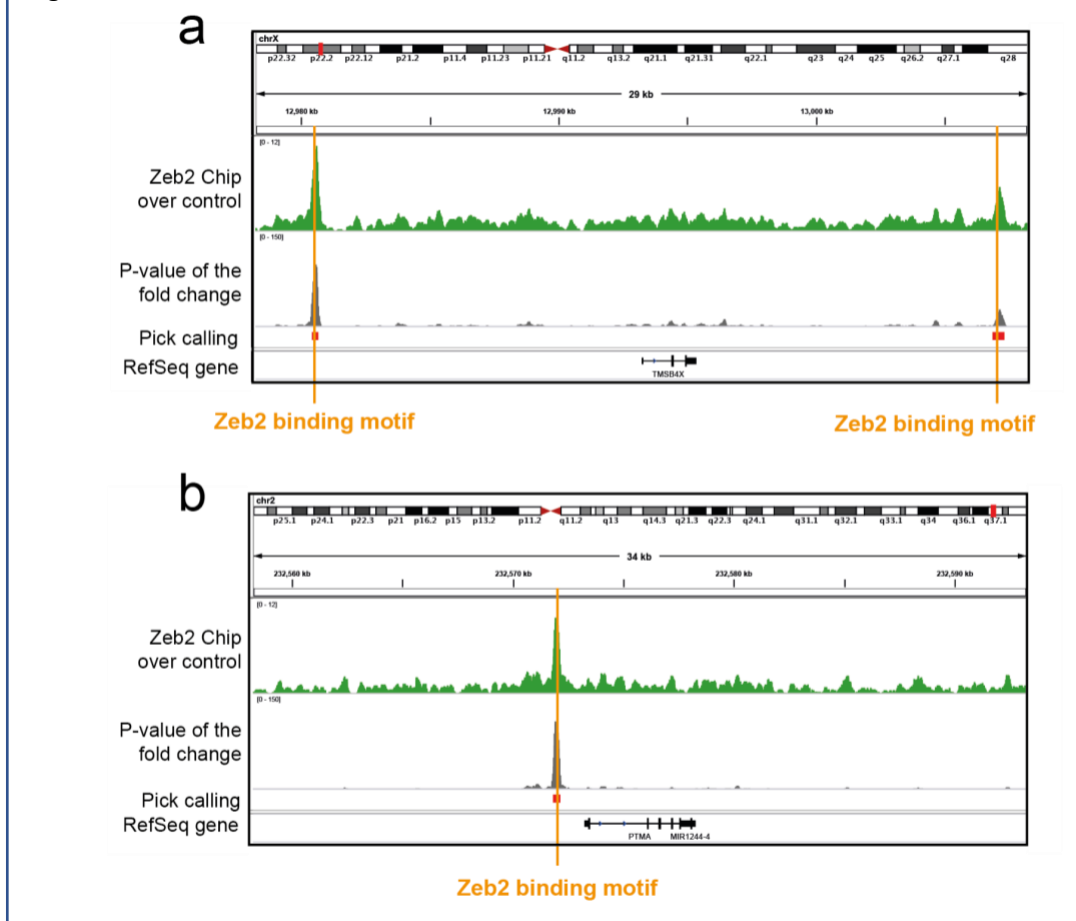 a
chrX
p22.32 p22.2 p22.12 p21.2 p11.4 p11.23 p11.21 q11.2 q13.2 q21.1 q21.31 q22.1 q23 q24 q25 q26.2 q27.1 q28
29 kb
12,980 kb 12,990 kb 13,000 kb
[0 - 12]
Zeb2 Chip
over control
[0 - 150]
P-value of the
fold change
Pick calling
RefSeq gene
TMSB4X
Zeb2 binding motif Zeb2 binding motif
b
chr2
p25.1 p24.1 p22.3 p21 p16.2 p15 p13.2 p11.2 q11.2 q13 q14.3 q21.3 q22.3 q24.1 q31.1 q32.1 q33.1 q34 q36.1 q37.1
34 kb
232,560 kb 232,570 kb 232,580 kb 232,590 kb
[0 - 12]
Zeb2 Chip
over control
[0 - 150]
P-value of the
fold change
Pick calling
RefSeq gene
PTMA MIR1244-4
Zeb2 binding motif